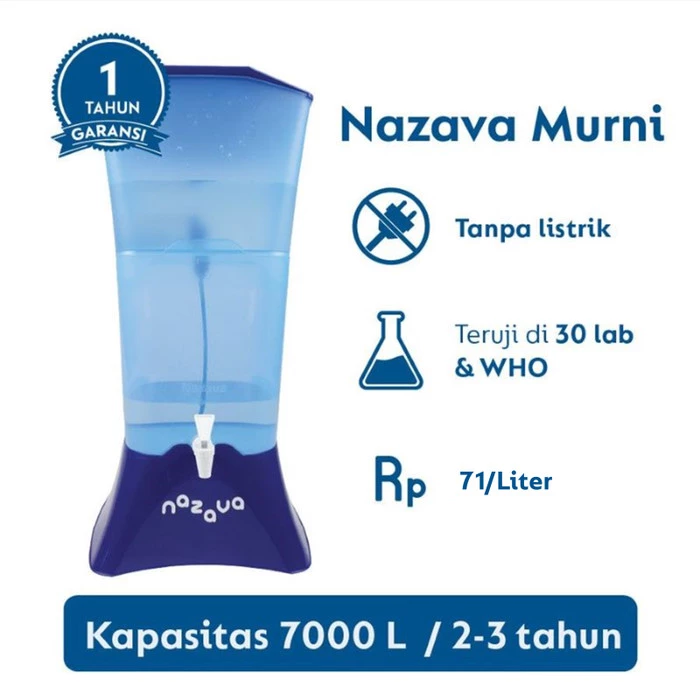 1
TAHUN
GARANSI
Nazava Murni
Tanpa listrik
Teruji di 30 lab
& WHO
Rp 71/Liter
nazava
Kapasitas 7000 L / 2-3 tahun